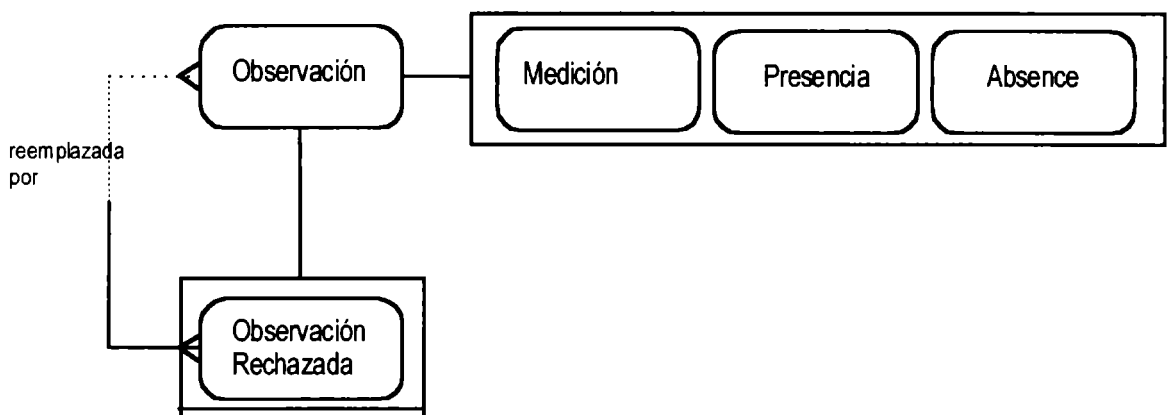 Observación
Medición
Presencia
Absence
reemplazada
por
Observación
Rechazada